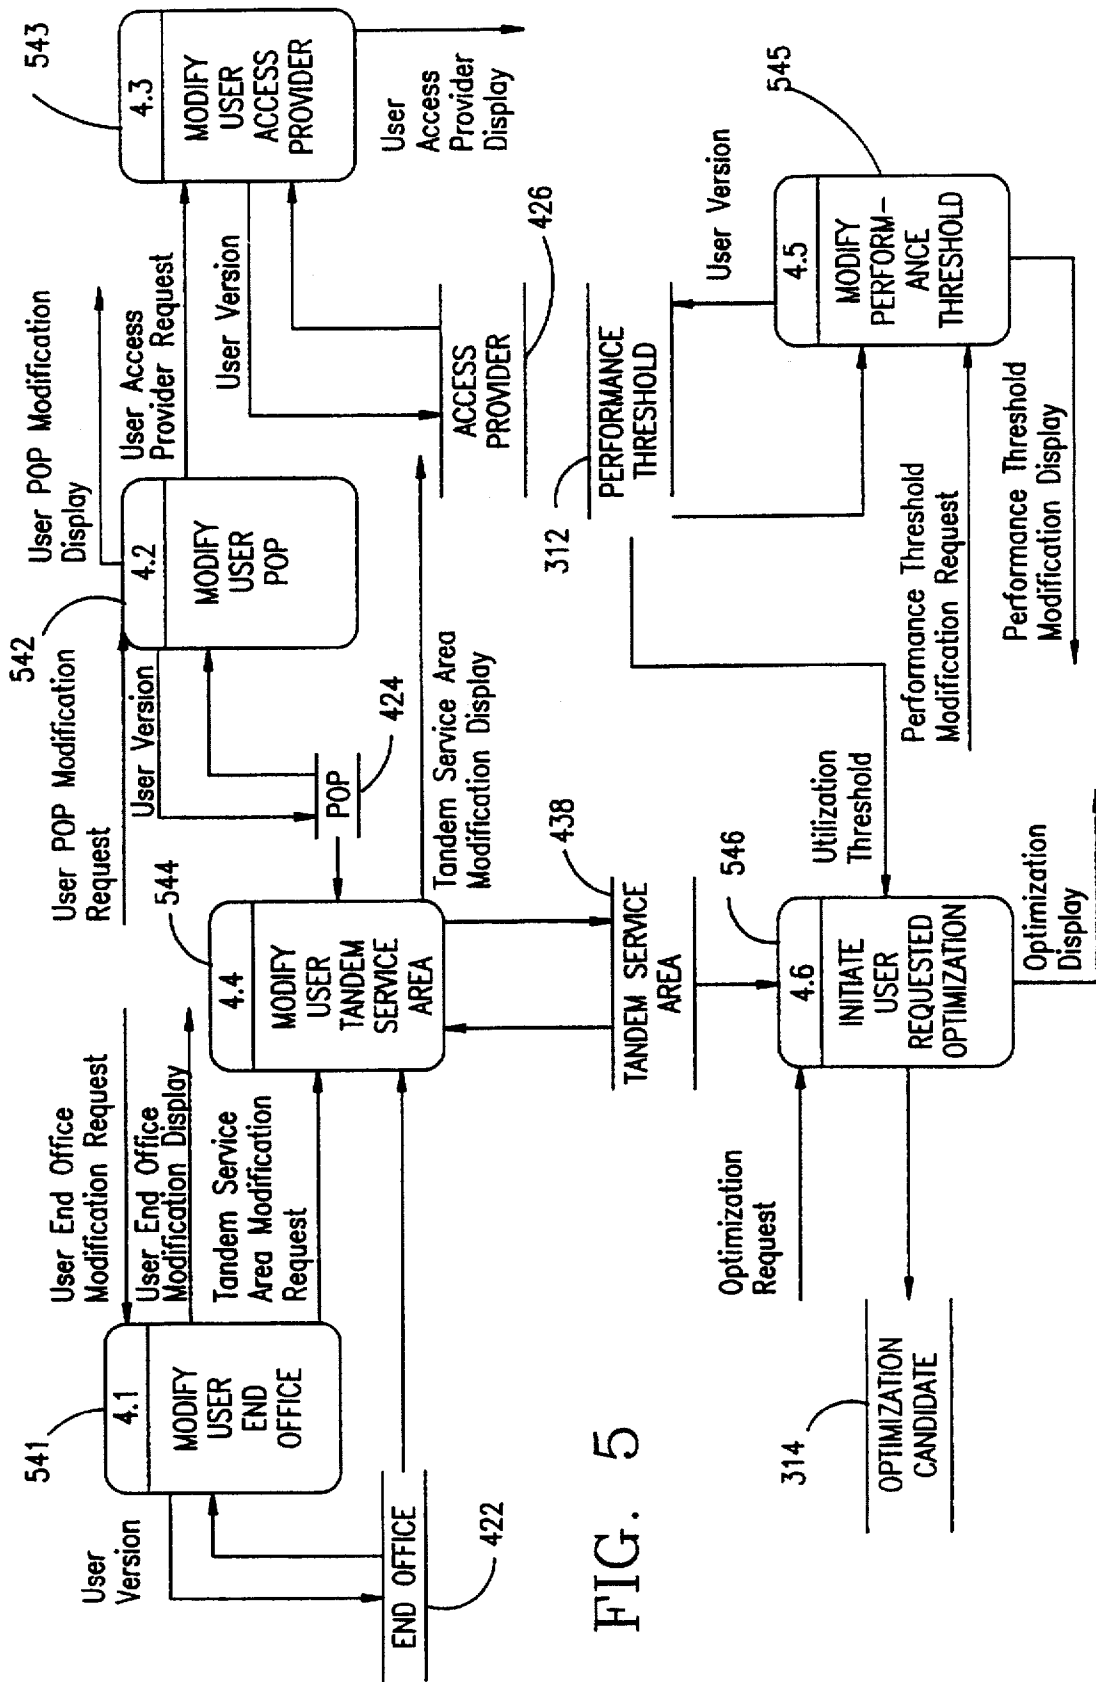 541
4.1
MODIFY
USER
END
OFFICE
User
Version
END OFFICE
422
User End Office
Modification Request
User End Office
Modification Display
Tandem Service
Area Modification
Request
544
4.4
MODIFY
USER
TANDEM
SERVICE
AREA
User POP Modification
Request
User Version
POP
424
542
4.2
MODIFY
USER
POP
User POP Modification
Display
User Access
Provider Request
User Version
543
4.3
MODIFY
USER
ACCESS
PROVIDER
User
Access
Provider
Display
Tandem Service Area
Modification Display
ACCESS
PROVIDER
426
438
TANDEM SERVICE
AREA
312
PERFORMANCE
THRESHOLD
User Version
545
4.5
MODIFY
PERFORM–
ANCE
THRESHOLD
Performance Threshold
Modification Request
Performance Threshold
Modification Display
Utilization
Threshold
546
4.6
INITIATE
USER
REQUESTED
OPTIMIZATION
Optimization
Request
Optimization
Display
314
OPTIMIZATION
CANDIDATE
FIG. 5